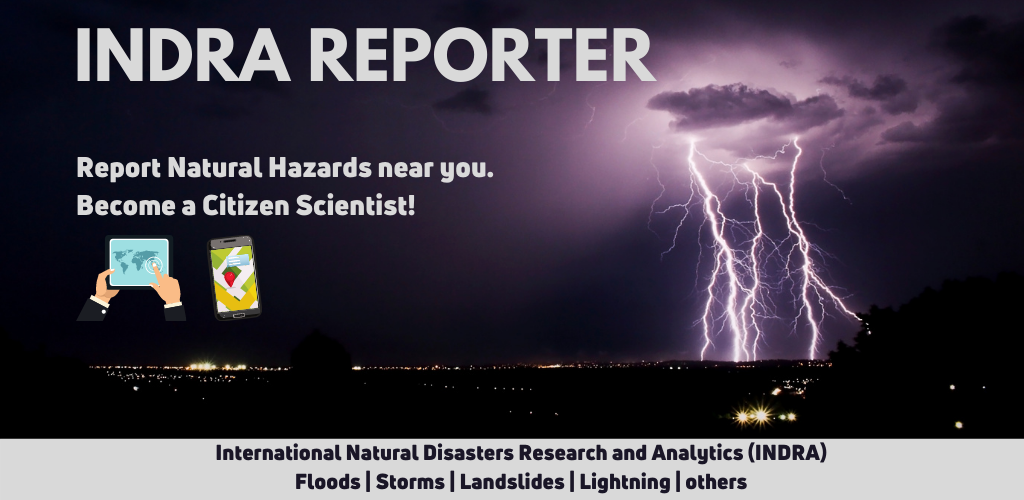 INDRA REPORTER
Report Natural Hazards near you.
Become a Citizen Scientist!
International Natural Disasters Research and Analytics (INDRA)
Floods | Storms | Landslides | Lightning | others